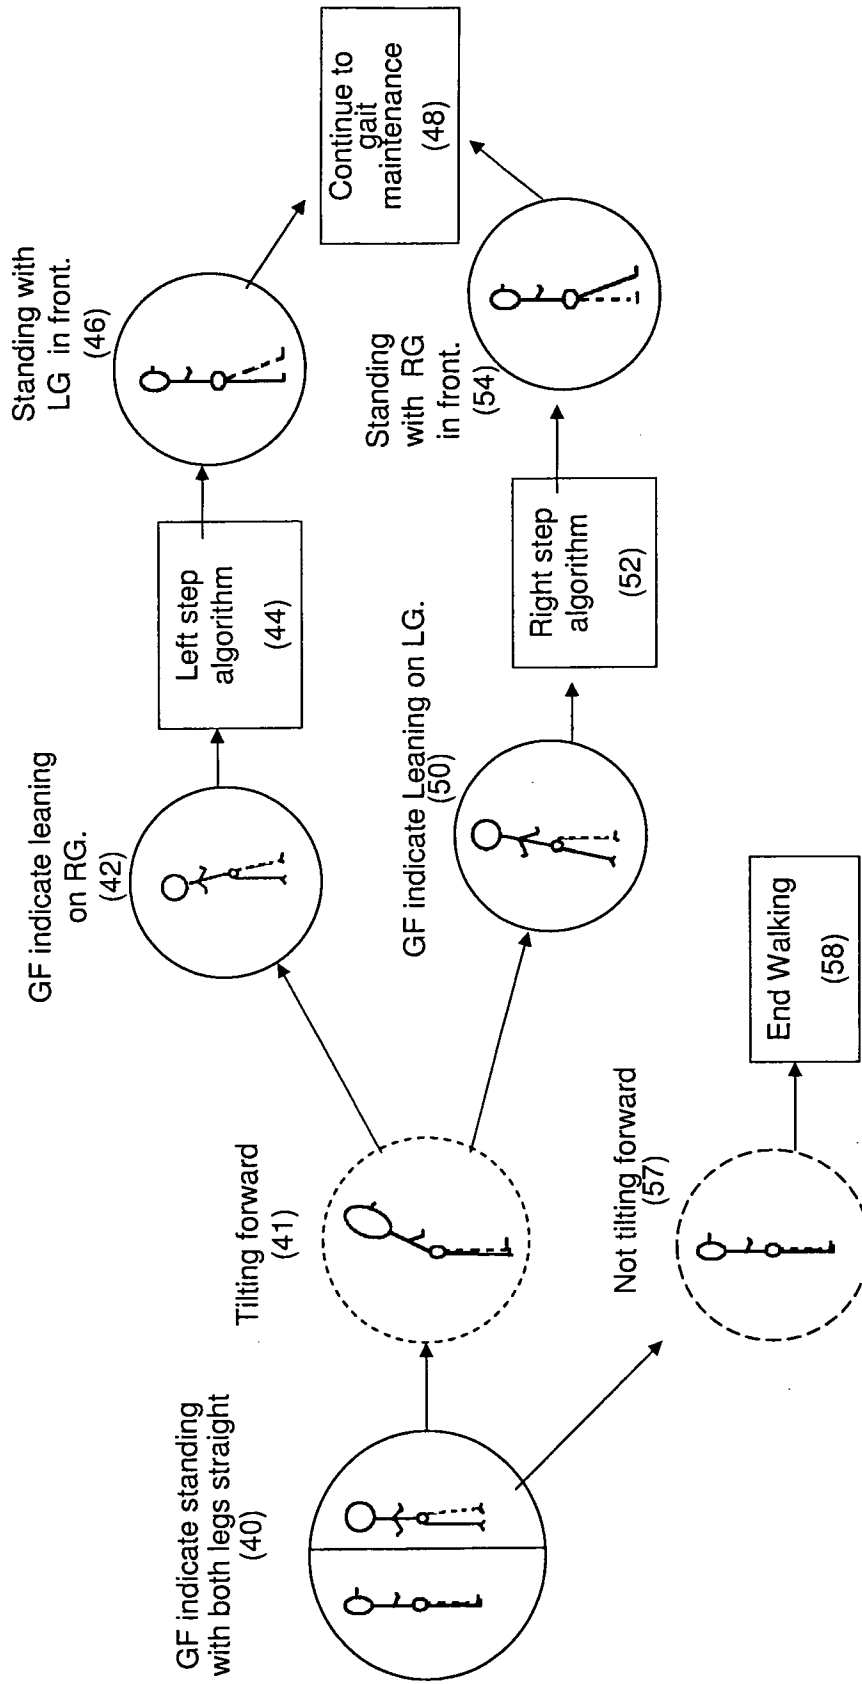 GF indicate standing
with both legs straight
(40)
Tilting forward
(41)
Not tilting forward
(57)
End Walking
(58)
GF indicate leaning
on RG.
(42)
GF indicate Leaning on LG.
(50)
Left step
algorithm
(44)
Right step
algorithm
(52)
Standing with
LG in front.
(46)
Standing
with RG
in front.
(54)
Continue to
gait
maintenance
(48)